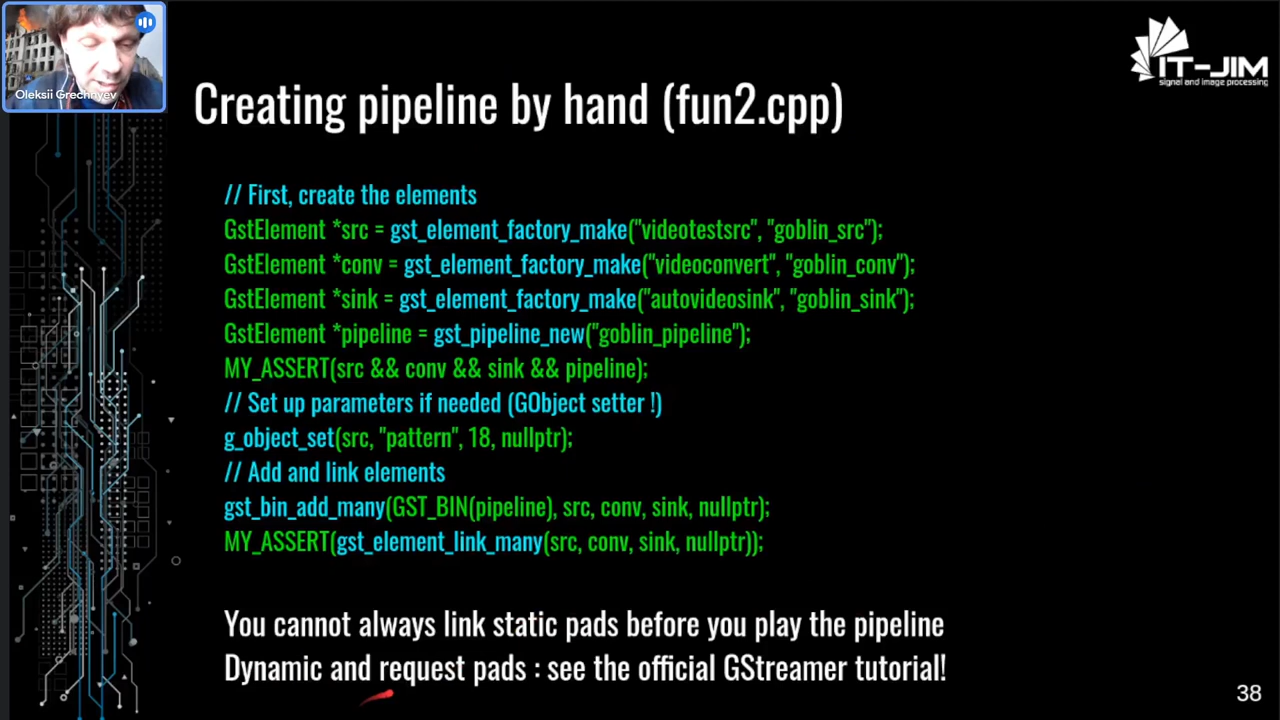 Oleksii Grechnyev
IT-JIM
signal and image processing
Creating pipeline by hand (fun2.cpp)
// First, create the elements
GstElement *src = gst_element_factory_make("videotestsrc", "goblin_src");
GstElement *conv = gst_element_factory_make("videoconvert", "goblin_conv");
GstElement *sink = gst_element_factory_make("autovideosink", "goblin_sink");
GstElement *pipeline = gst_pipeline_new("goblin_pipeline");
MY_ASSERT(src && conv && sink && pipeline);
// Set up parameters if needed (GObject setter !)
g_object_set(src, "pattern", 18, nullptr);
// Add and link elements
gst_bin_add_many(GST_BIN(pipeline), src, conv, sink, nullptr);
MY_ASSERT(gst_element_link_many(src, conv, sink, nullptr));
You cannot always link static pads before you play the pipeline
Dynamic and request pads : see the official GStreamer tutorial!
38